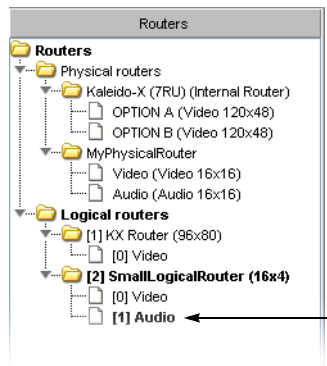 Routers
Routers
Physical routers
Kaleido-X (7RU) (Internal Router)
OPTION A (Video 120x48)
OPTION B (Video 120x48)
MyPhysicalRouter
Video (Video 16x16)
Audio (Audio 16x16)
Logical routers
[1] KX Router (96x80)
[0] Video
[2] SmallLogicalRouter (16x4)
[0] Video
[1] Audio